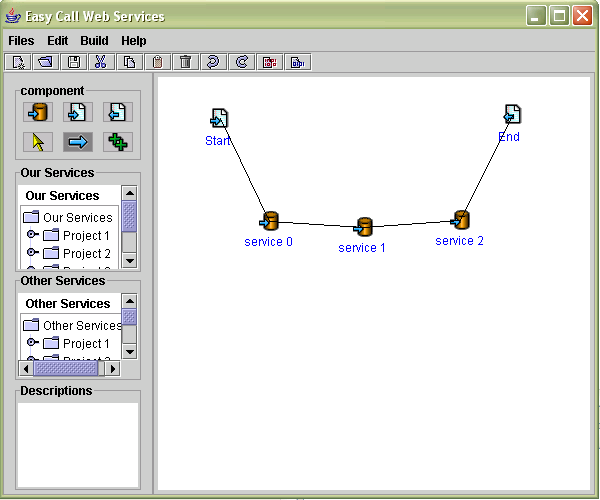 Easy Call Web Services
Files Edit Build Help
component
Our Services
Our Services
Our Services
Project 1
Project 2
Other Services
Other Services
Other Services
Project 1
Descriptions
Start
End
service 0
service 1
service 2